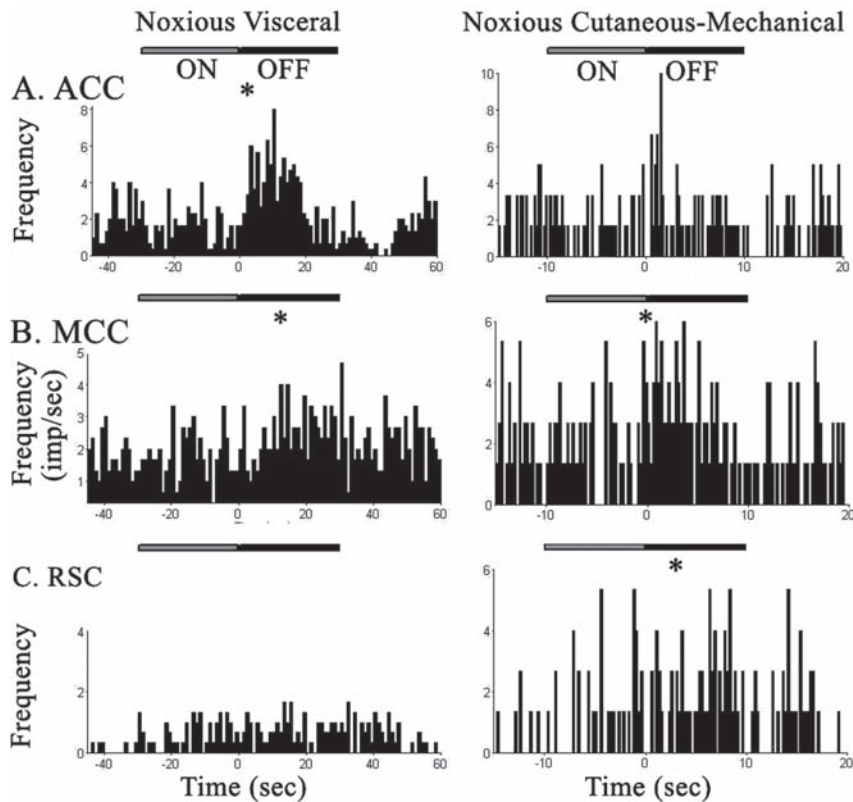 Noxious Visceral
Noxious Cutaneous-Mechanical
ON OFF
ON OFF
A. ACC
*
Frequency
8
6
4
2
0
-40 -20 0 20 40 60
10
8
6
4
2
0
-10 0 10 20
B. MCC
*
*
Frequency
(imp/sec)
5
4
3
2
1
-40 -20 0 20 40 60
6
4
2
0
-10 0 10 20
C. RSC
*
Frequency
4
2
0
-40 -20 0 20 40 60
Time (sec)
6
4
2
0
-10 0 10 20
Time (sec)